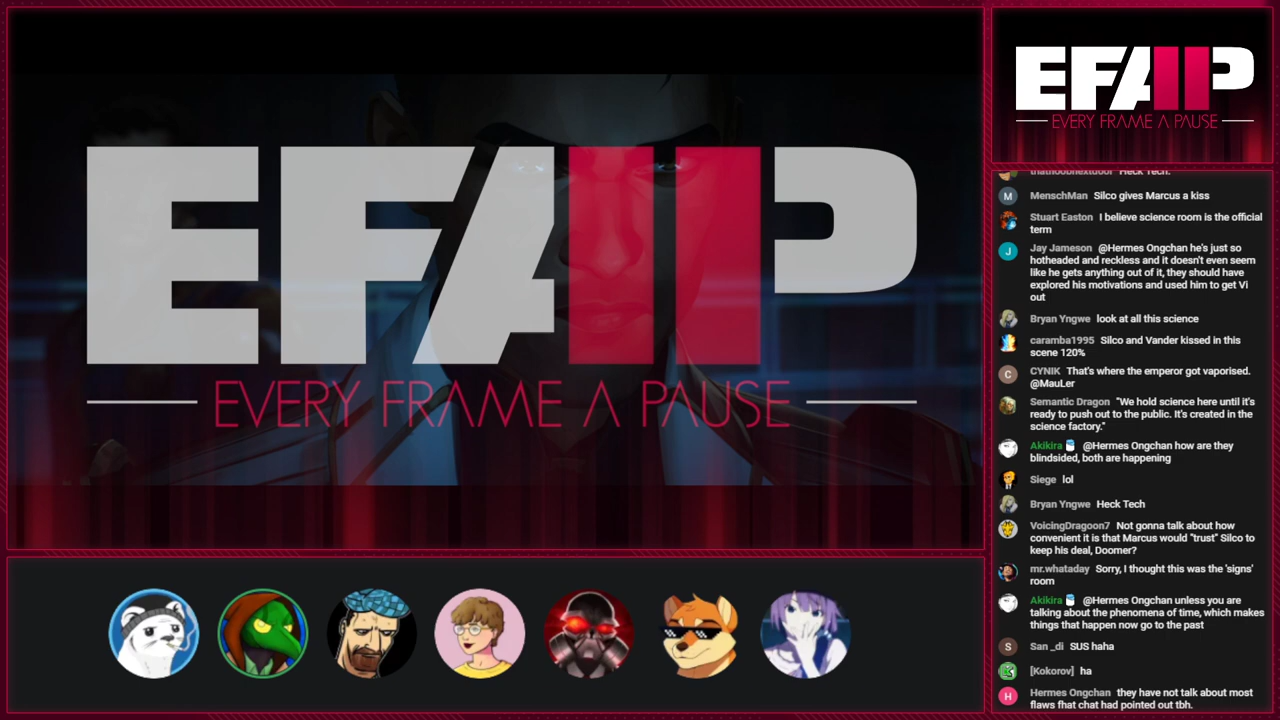 EFAP
EVERY FRAME A PAUSE
EFAP
EVERY FRAME A PAUSE
thatnoobnextdoor Heck Tech.
M
MenschMan Silco gives Marcus a kiss
Stuart Easton I believe science room is the official
term
J
Jay Jameson @Hermes Ongchan he's just so
hotheaded and reckless and it doesn't even seem
like he gets anything out of it, they should have
explored his motivations and used him to get Vi
out
Bryan Yngwe look at all this science
caramba1995 Silco and Vander kissed in this
scene 120%
C
CYNIK That's where the emperor got vaporised.
@MauLer
Semantic Dragon "We hold science here until it's
ready to push out to the public. It's created in the
science factory."
Akikira @Hermes Ongchan how are they
blindsided, both are happening
Siege lol
Bryan Yngwe Heck Tech
VoicingDragoon7 Not gonna talk about how
convenient it is that Marcus would "trust" Silco to
keep his deal, Doomer?
mr.whataday Sorry, I thought this was the 'signs'
room
Akikira @Hermes Ongchan unless you are
talking about the phenomena of time, which makes
things that happen now go to the past
S
San _di SUS haha
[Kokorov] ha
H
Hermes Ongchan they have not talk about most
flaws fhat chat had pointed out tbh.